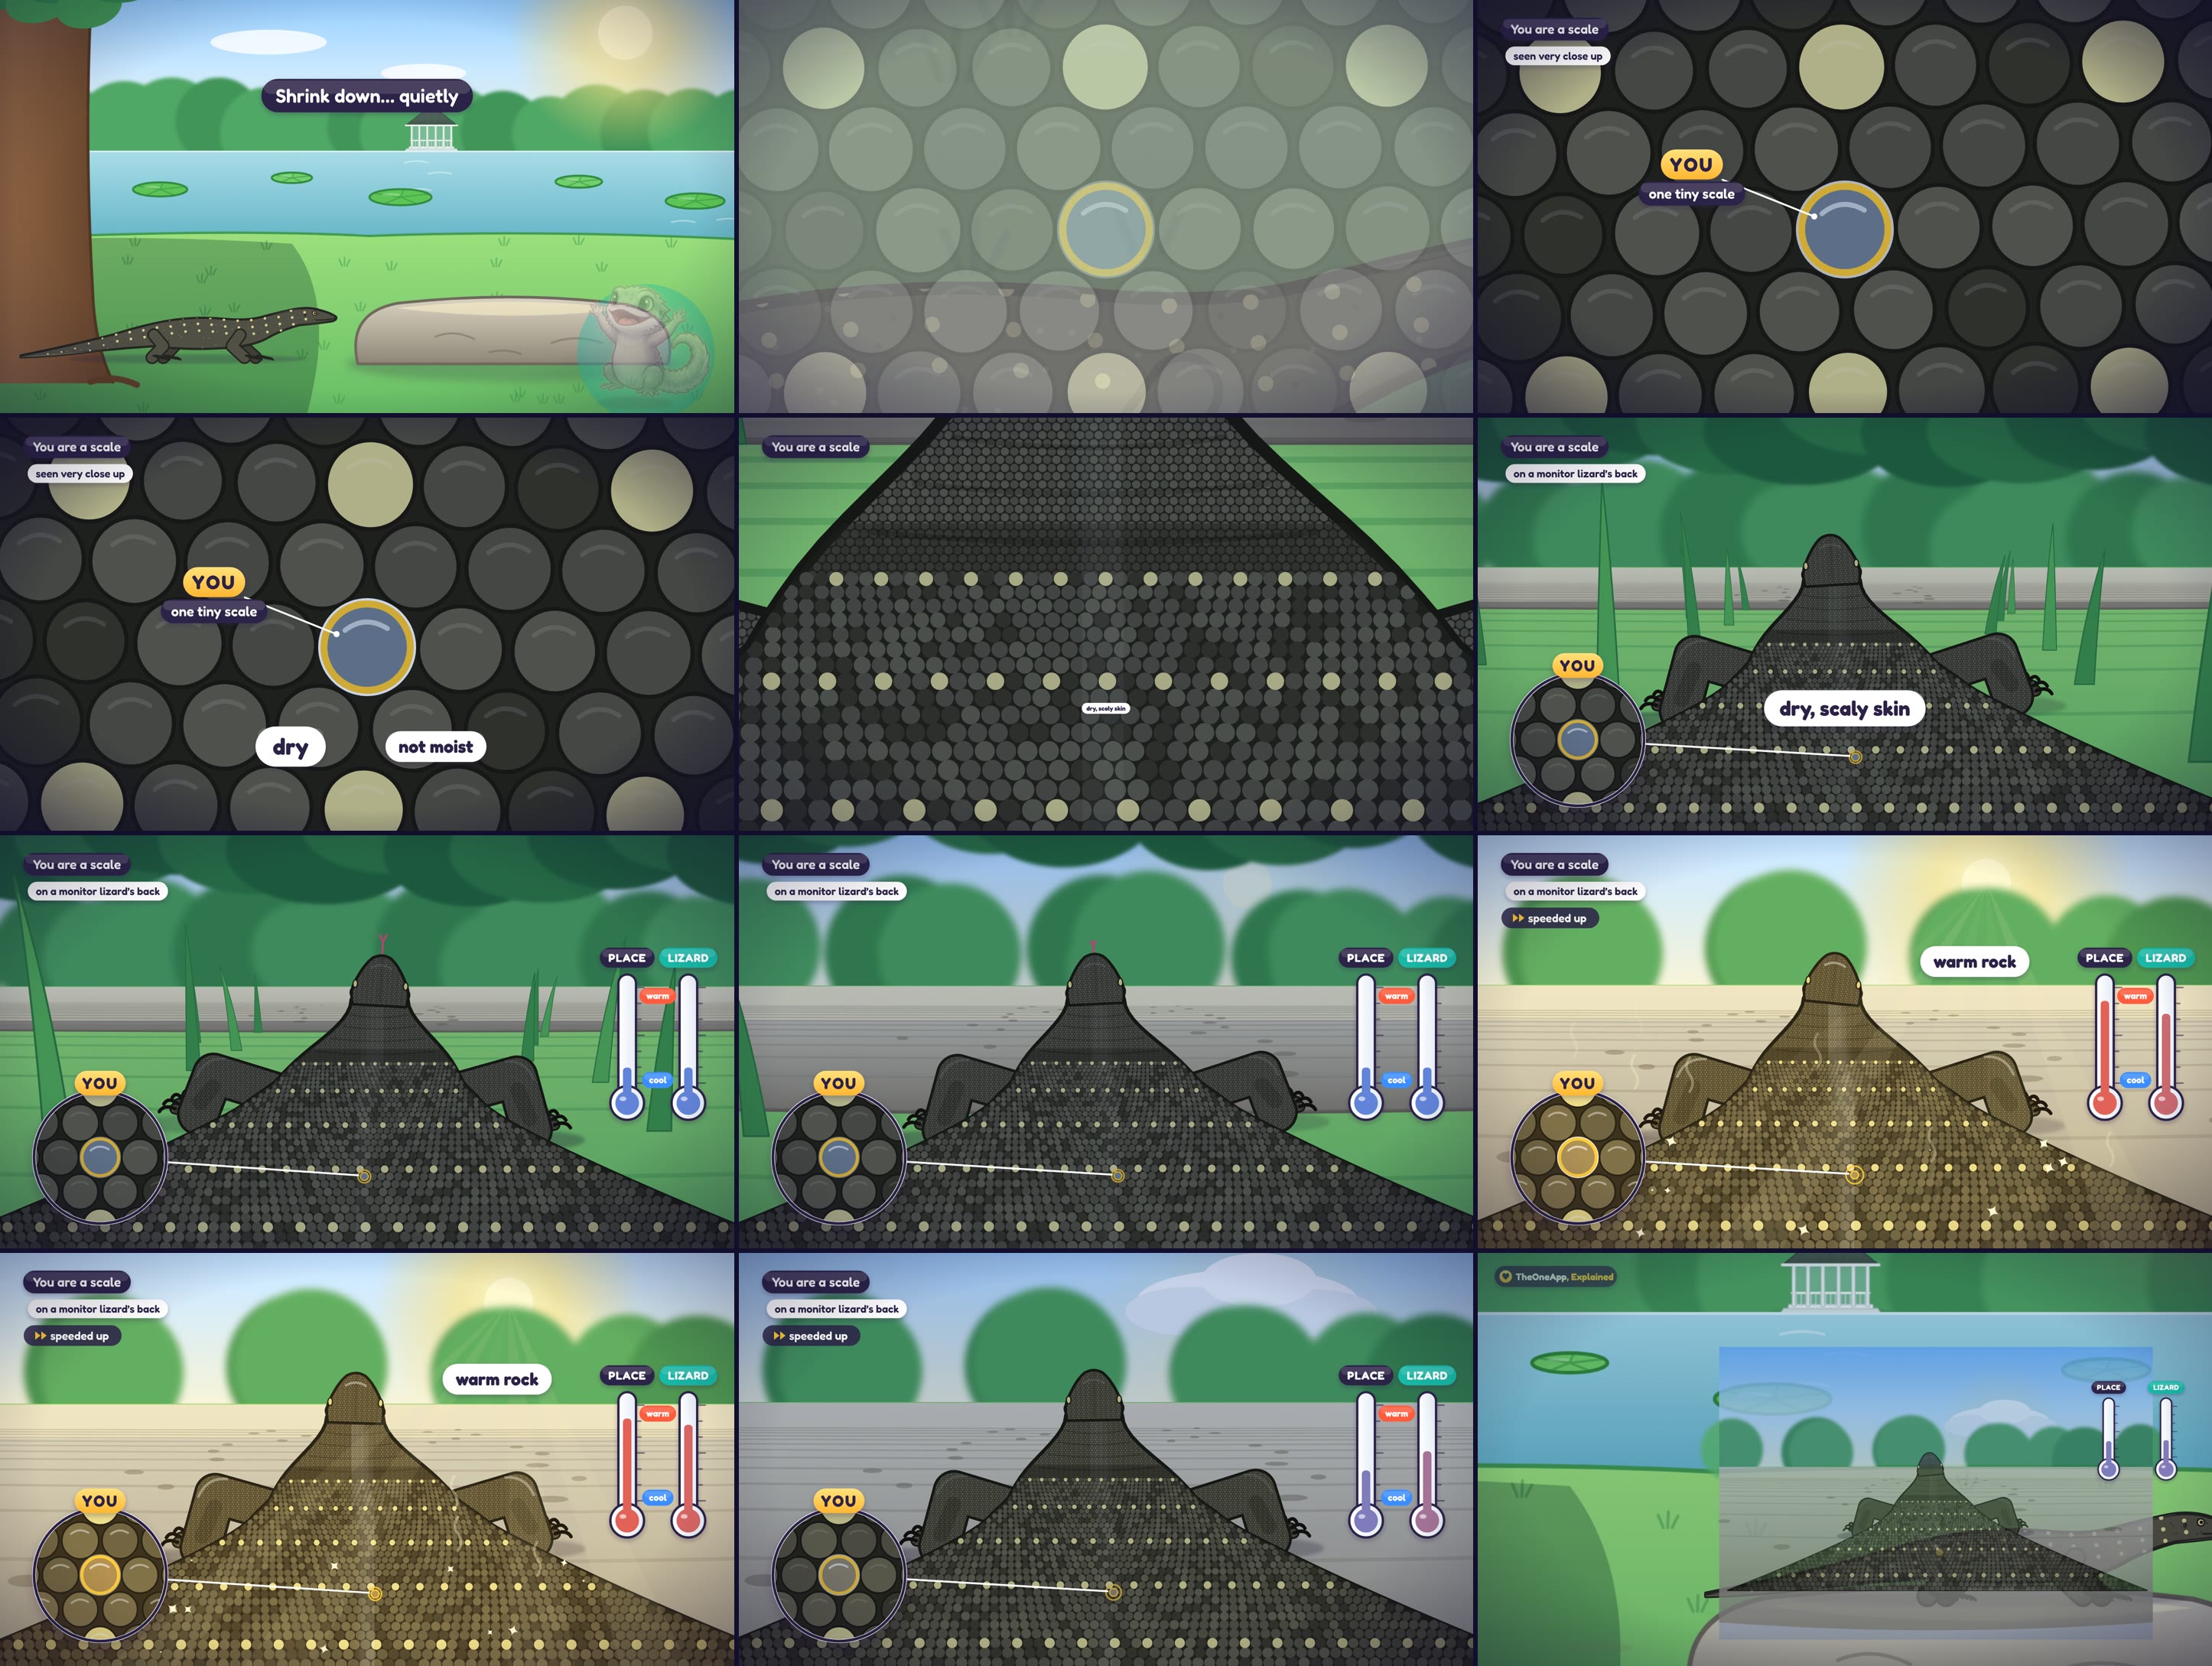 Shrink down... quietly
You are a scale
seen very close up
YOU
one tiny scale
You are a scale
seen very close up
YOU
one tiny scale
dry
not moist
You are a scale
dry, scaly skin
You are a scale
on a monitor lizard's back
YOU
dry, scaly skin
You are a scale
on a monitor lizard's back
PLACE LIZARD
warm
cool
YOU
You are a scale
on a monitor lizard's back
PLACE LIZARD
warm
cool
YOU
You are a scale
on a monitor lizard's back
speeded up
warm rock
PLACE LIZARD
warm
cool
YOU
You are a scale
on a monitor lizard's back
speeded up
warm rock
PLACE LIZARD
warm
cool
YOU
You are a scale
on a monitor lizard's back
speeded up
PLACE LIZARD
warm
cool
YOU
TheOneApp, Explained
PLACE LIZARD